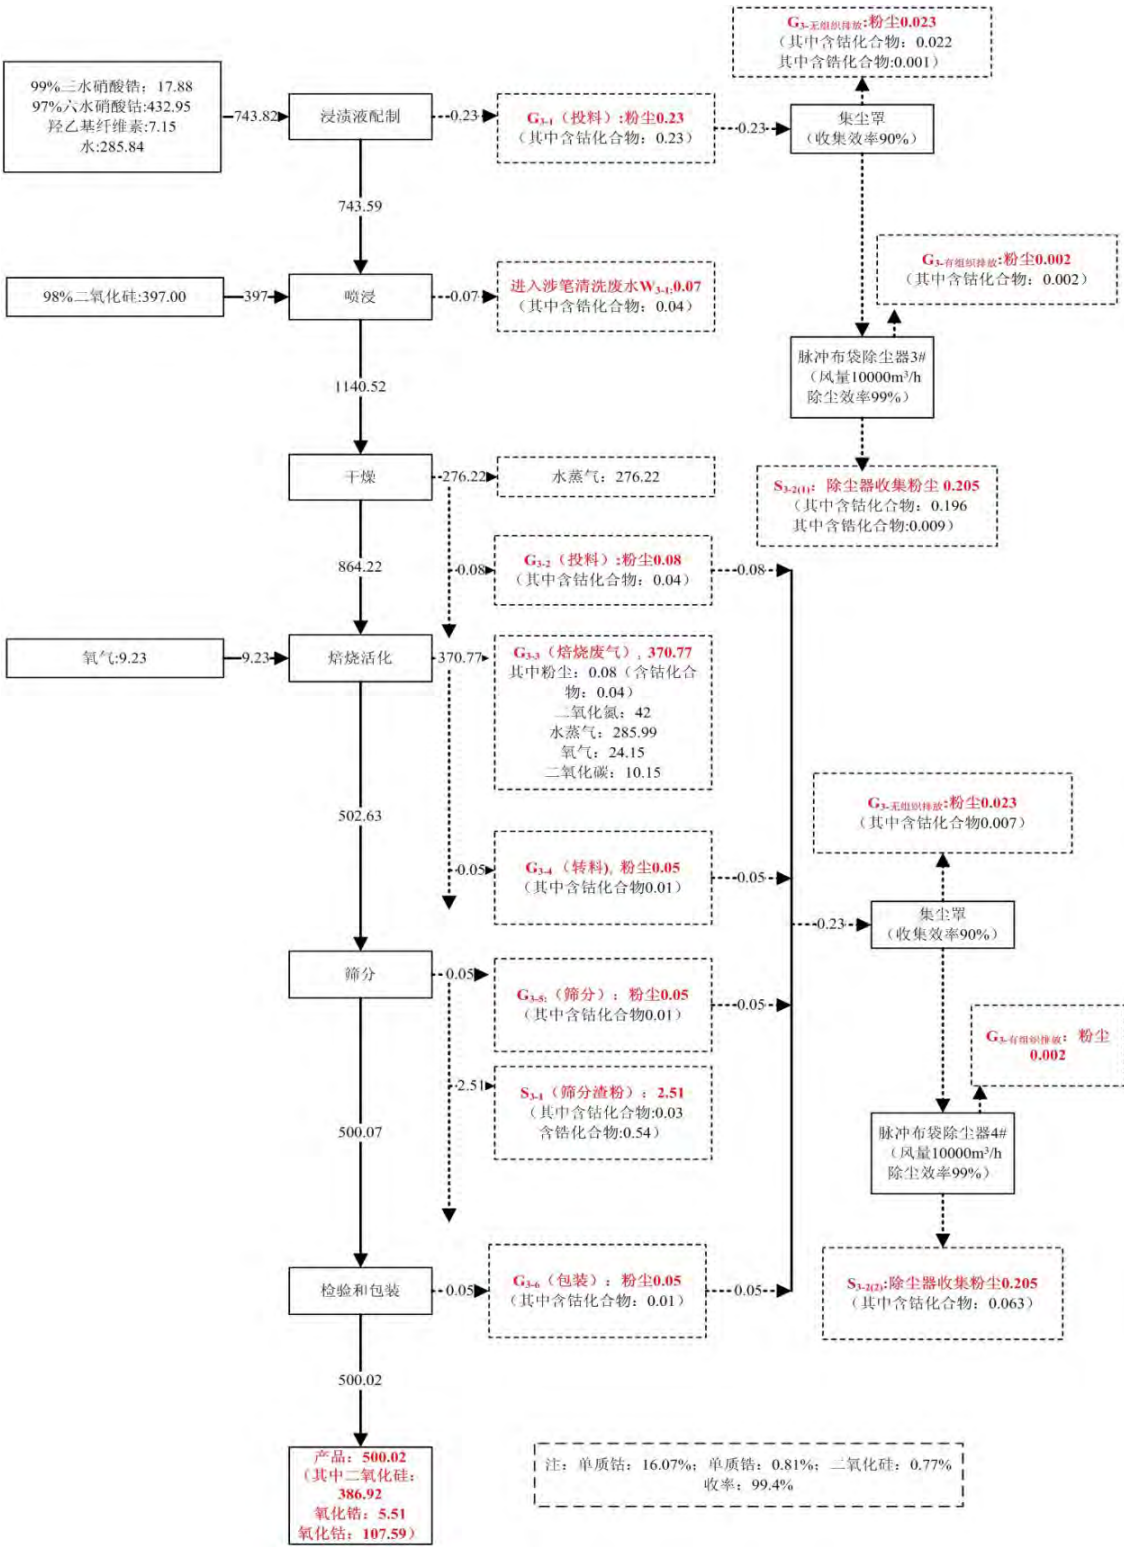 G3-无组织排放:粉尘0.023
（其中含钴化合物：0.022
其中含锆化合物:0.001）
99%三水硝酸锆：17.88
97%六水硝酸钴:432.95
羟乙基纤维素:7.15
水:285.84
743.82
浸渍液配制
0.23
G3-1（投料）:粉尘0.23
（其中含钴化合物：0.23）
0.23
集尘罩
（收集效率90%）
743.59
G3-有组织排放:粉尘0.002
（其中含钴化合物：0.002）
98%二氧化硅:397.00
397
喷浸
0.07
进入涉笔清洗废水W3-1:0.07
（其中含锆化合物：0.04）
脉冲布袋除尘器3#
（风量10000m³/h
除尘效率99%）
1140.52
干燥
276.22
水蒸气：276.22
S3-2(1)：除尘器收集粉尘 0.205
（其中含钴化合物：0.196
其中含锆化合物:0.009）
864.22
0.08
G3-2（投料）:粉尘0.08
（其中含钴化合物：0.04）
0.08
氧气:9.23
9.23
焙烧活化
370.77
G3-3（焙烧废气）, 370.77
其中粉尘：0.08（含钴化合
物：0.04）
二氧化氮：42
水蒸气：285.99
氧气：24.15
二氧化碳：10.15
502.63
G3-无组织排放:粉尘0.023
（其中含钴化合物0.007）
0.05
G3-4（转料), 粉尘0.05
（其中含钴化合物0.01）
0.05
0.23
集尘罩
（收集效率90%）
筛分
0.05
G3-5:（筛分）：粉尘0.05
（其中含钴化合物0.01）
0.05
G3-有组织排放：粉尘
0.002
2.51
S3-1（筛分渣粉）：2.51
（其中含钴化合物:0.03
含锆化合物:0.54）
500.07
脉冲布袋除尘器4#
（风量10000m³/h
除尘效率99%）
检验和包装
0.05
G3-6（包装）：粉尘0.05
（其中含钴化合物：0.01）
0.05
S3-2(2):除尘器收集粉尘0.205
（其中含钴化合物：0.063）
500.02
产品：500.02
（其中二氧化硅：
386.92
氧化锆：5.51
氧化钴：107.59）
注：单质钴：16.07%；单质锆：0.81%；二氧化硅：0.77%
收率：99.4%